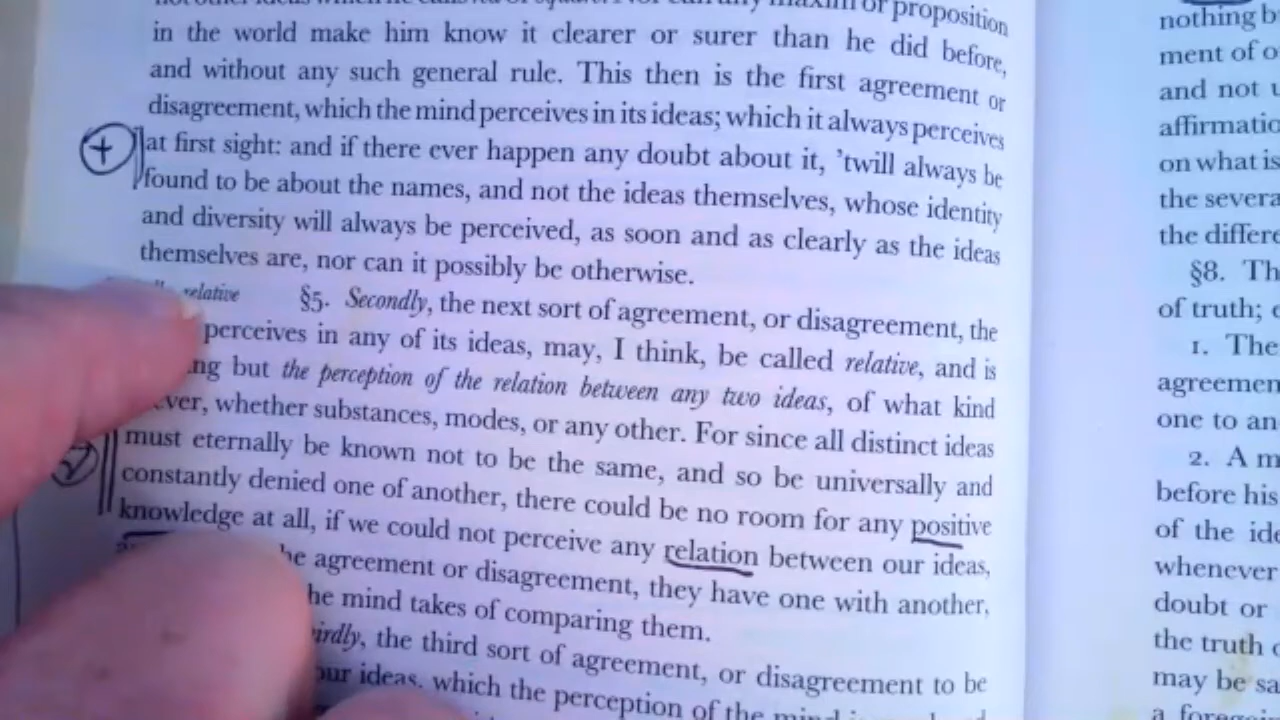 maxim or proposition
in the world make him know it clearer or surer than he did before,
and without any such general rule. This then is the first agreement or
disagreement, which the mind perceives in its ideas; which it always perceives
at first sight: and if there ever happen any doubt about it, ’twill always be
found to be about the names, and not the ideas themselves, whose identity
and diversity will always be perceived, as soon and as clearly as the ideas
themselves are, nor can it possibly be otherwise.
relative §5. Secondly, the next sort of agreement, or disagreement, the
perceives in any of its ideas, may, I think, be called relative, and is
but the perception of the relation between any two ideas, of what kind
whether substances, modes, or any other. For since all distinct ideas
must eternally be known not to be the same, and so be universally and
constantly denied one of another, there could be no room for any positive
knowledge at all, if we could not perceive any relation between our ideas,
agreement or disagreement, they have one with another,
mind takes of comparing them.
the third sort of agreement, or disagreement to be
ideas, which the perception of the mind
nothing
ment of
and not
on what is
the
§8.
of truth;
1. The
one to
2. A
before his
of the
whenever
doubt or
the truth
may be
a